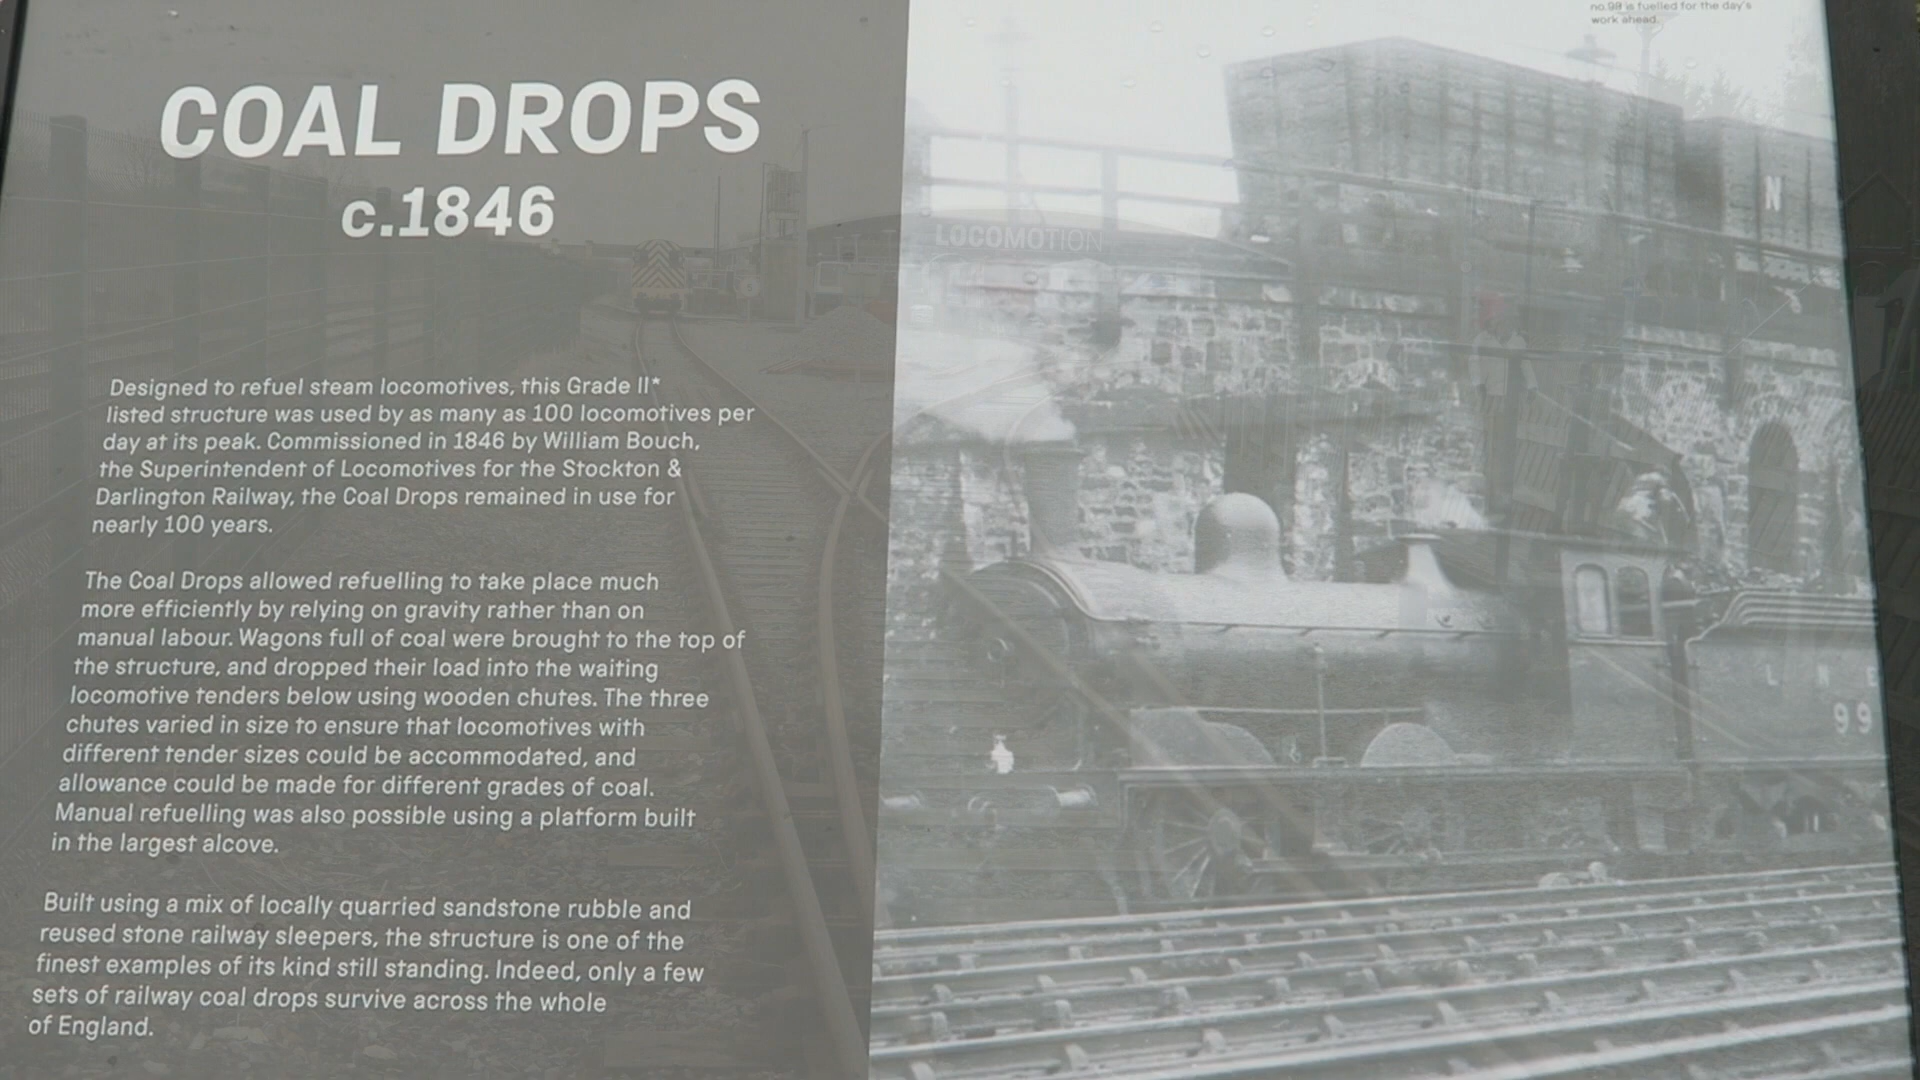 COAL DROPS
c.1846
Designed to refuel steam locomotives, this Grade II*
listed structure was used by as many as 100 locomotives per
day at its peak. Commissioned in 1846 by William Bouch,
the Superintendent of Locomotives for the Stockton &
Darlington Railway, the Coal Drops remained in use for
nearly 100 years.
The Coal Drops allowed refuelling to take place much
more efficiently by relying on gravity rather than on
manual labour. Wagons full of coal were brought to the top of
the structure, and dropped their load into the waiting
locomotive tenders below using wooden chutes. The three
chutes varied in size to ensure that locomotives with
different tender sizes could be accommodated, and
allowance could be made for different grades of coal.
Manual refuelling was also possible using a platform built
in the largest alcove.
Built using a mix of locally quarried sandstone rubble and
reused stone railway sleepers, the structure is one of the
finest examples of its kind still standing. Indeed, only a few
sets of railway coal drops survive across the whole
of England.
no.99 is fuelled for the day's
work ahead.
N
LOCOMOTION
L N E
99